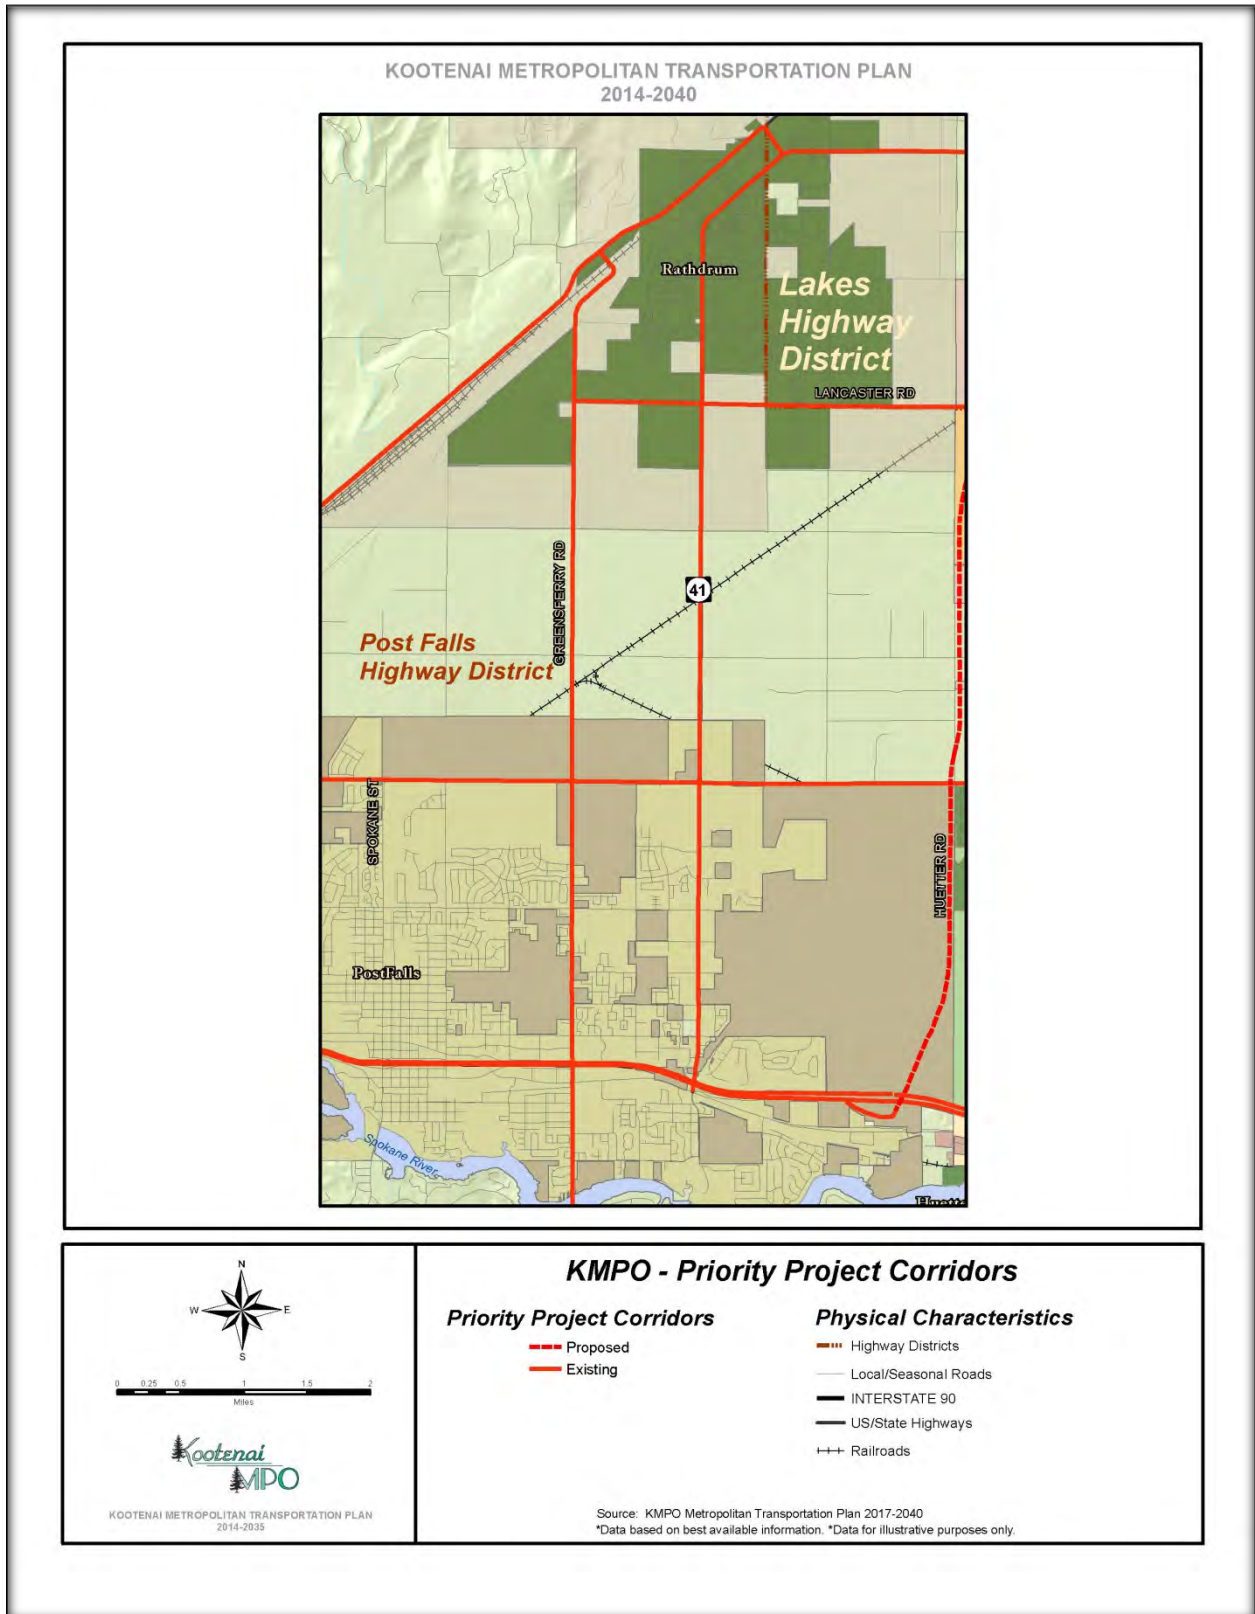 KOOTENAI METROPOLITAN TRANSPORTATION PLAN
2014-2040
Rathdrum
Lakes
Highway
District
LANCASTER RD
GREENSFERRY RD
41
Post Falls
Highway District
SPOKANE ST
HUETTER RD
PostFalls
Spokane River
N
W
E
S
0 0.25 0.5 1 1.5 2
Miles
Kootenai
MPO
KOOTENAI METROPOLITAN TRANSPORTATION PLAN
2014-2035
KMPO - Priority Project Corridors
Priority Project Corridors
Proposed
Existing
Physical Characteristics
Highway Districts
Local/Seasonal Roads
INTERSTATE 90
US/State Highways
Railroads
Source: KMPO Metropolitan Transportation Plan 2017-2040
*Data based on best available information. *Data for illustrative purposes only.